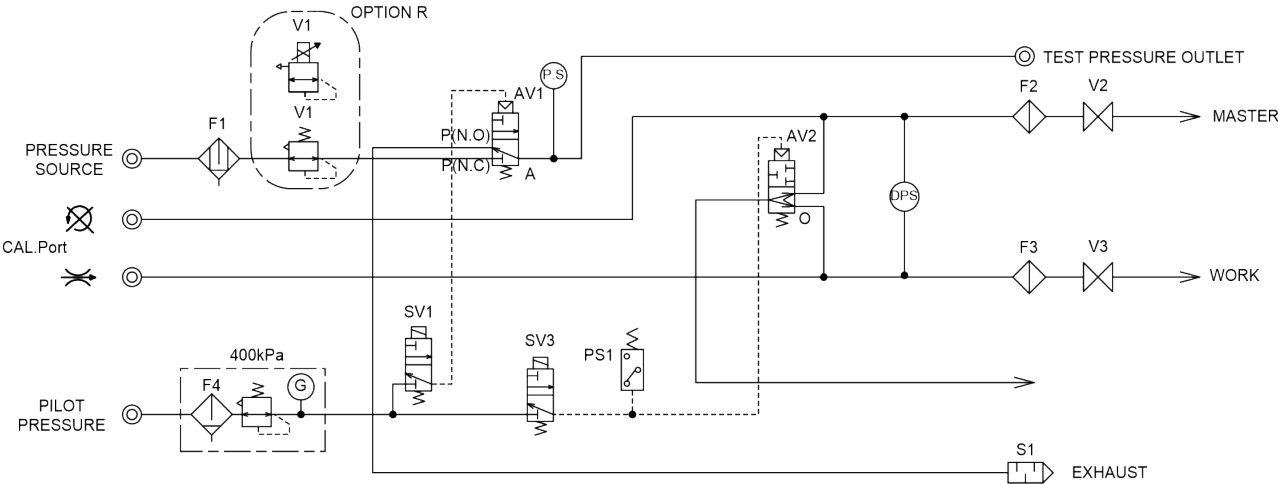 OPTION R
V1
TEST PRESSURE OUTLET
P.S
F2
V2
AV1
V1
MASTER
F1
P(N.O)
AV2
PRESSURE
SOURCE
P(N.C)
A
DPS
O
CAL.Port
F3
V3
WORK
SV1
SV3
400kPa
PS1
F4
G
PILOT
PRESSURE
S1
EXHAUST